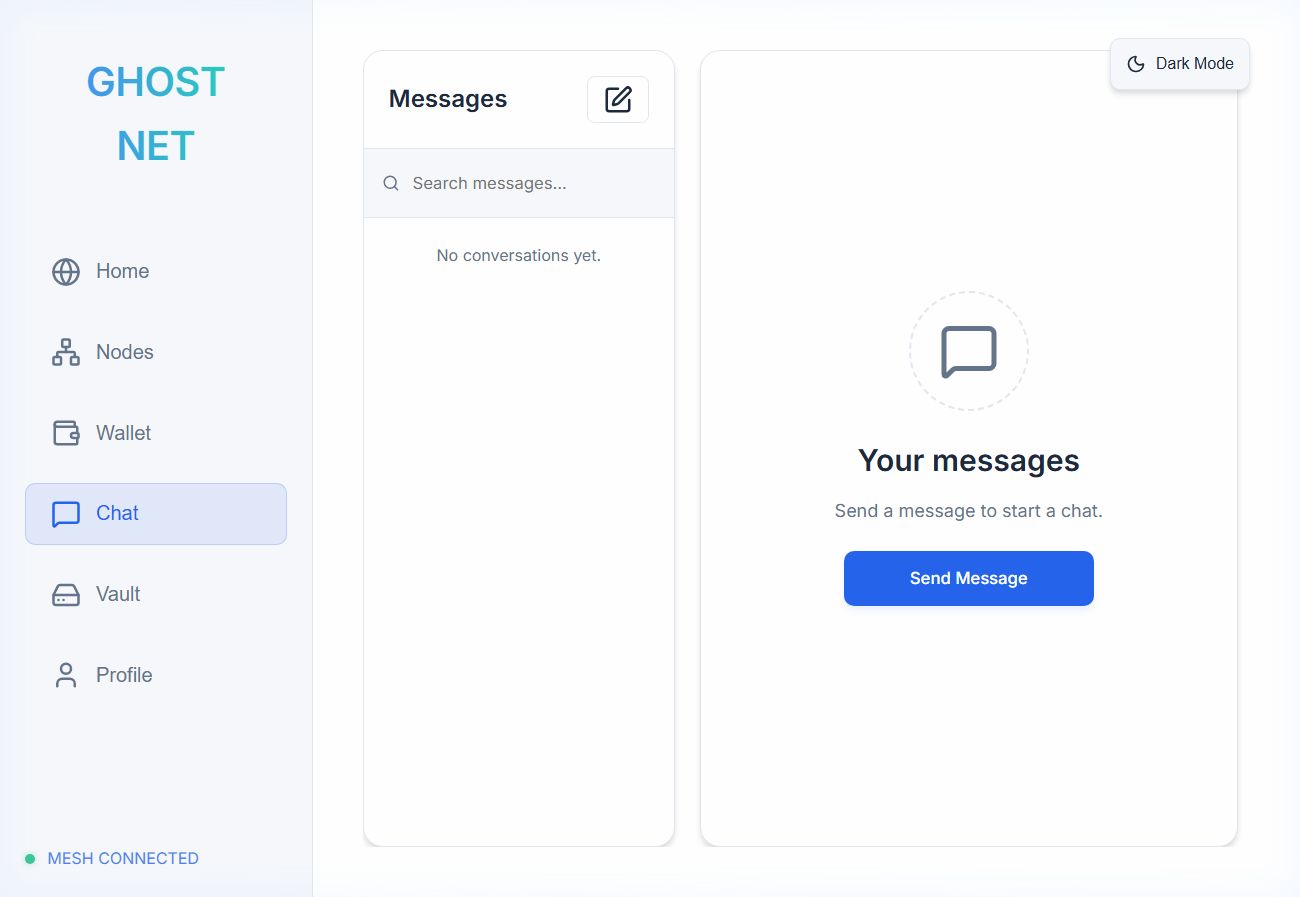 GHOST
NET
Home
Nodes
Wallet
Chat
Vault
Profile
MESH CONNECTED
Messages
Search messages...
No conversations yet.
Dark Mode
Your messages
Send a message to start a chat.
Send Message